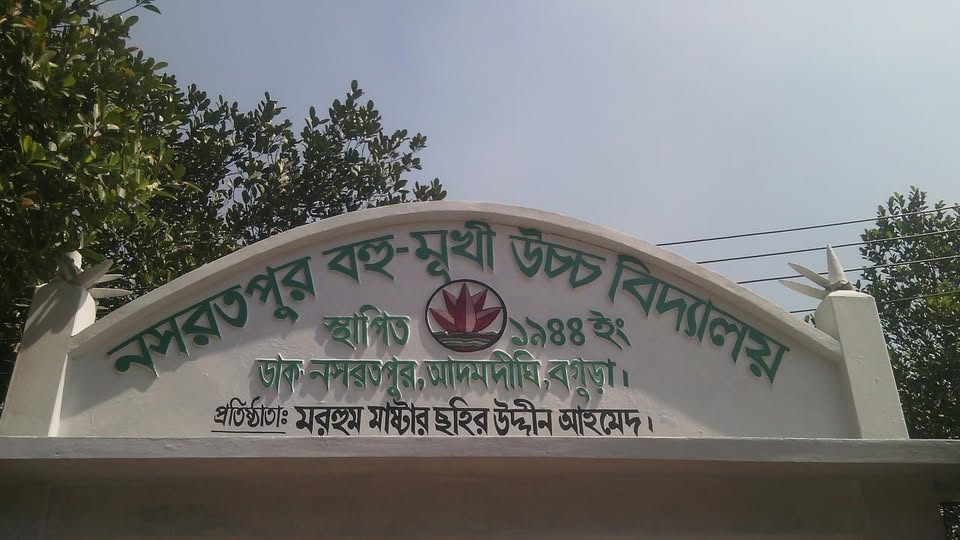 নসরতপুর বহু-মূখী উচ্চ বিদ্যালয়
স্থাপিত ১৯৪৪ ইং
ডাক নসরতপুর, আদমদীঘি, বগুড়া।
প্রতিষ্ঠাতাঃ মরহুম মাষ্টার ছহির উদ্দীন আহমেদ।